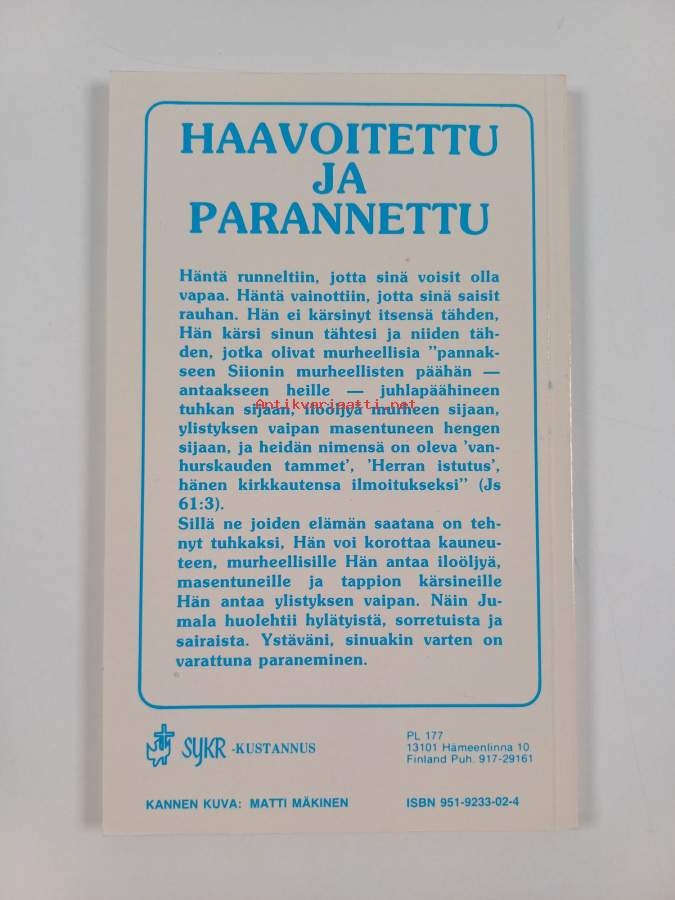 HAAVOITETTU
JA
PARANNETTU
Häntä runneltiin, jotta sinä voisit olla
vapaa. Häntä vainottiin, jotta sinä saisit
rauhan. Hän ei kärsinyt itsensä tähden,
Hän kärsi sinun tähtesi ja niiden täh-
den, jotka olivat murheellisia "pannak-
seen Siionin murheellisten päähän —
antaakseen heille — juhlapäähineen
tuhkan sijaan, iloöljyä murheen sijaan,
Antikvariaatti.net
ylistyksen vaipan masentuneen hengen
sijaan, ja heidän nimensä on oleva 'van-
hurskauden tammet', 'Herran istutus',
hänen kirkkautensa ilmoitukseksi" (Js
61:3).
Sillä ne joiden elämän saatana on teh-
nyt tuhkaksi, Hän voi korottaa kauneu-
teen, murheellisille Hän antaa iloöljyä,
masentuneille ja tappion kärsineille
Hän antaa ylistyksen vaipan. Näin Ju-
mala huolehtii hylätyistä, sorretuista ja
sairaista. Ystäväni, sinuakin varten on
varattuna paraneminen.
SYKR -KUSTANNUS
PL 177
13101 Hämeenlinna 10
Finland Puh. 917-29161
KANNEN KUVA: MATTI MÄKINEN
ISBN 951-9233-02-4